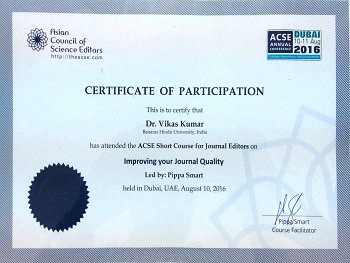 Asian
Council of
Science Editors
http://theacse.com
ACSE
ANNUAL
CONFERENCE
DUBAI
10-11 Aug
2016
CERTIFICATE OF PARTICIPATION
This is to certify that
Dr. Vikas Kumar
Banaras Hindu University, India
has attended the ACSE Short Course for Journal Editors on
Improving your Journal Quality
Led by: Pippa Smart
held in Dubai, UAE, August 10, 2016
Pippa Smart
Course Facilitator